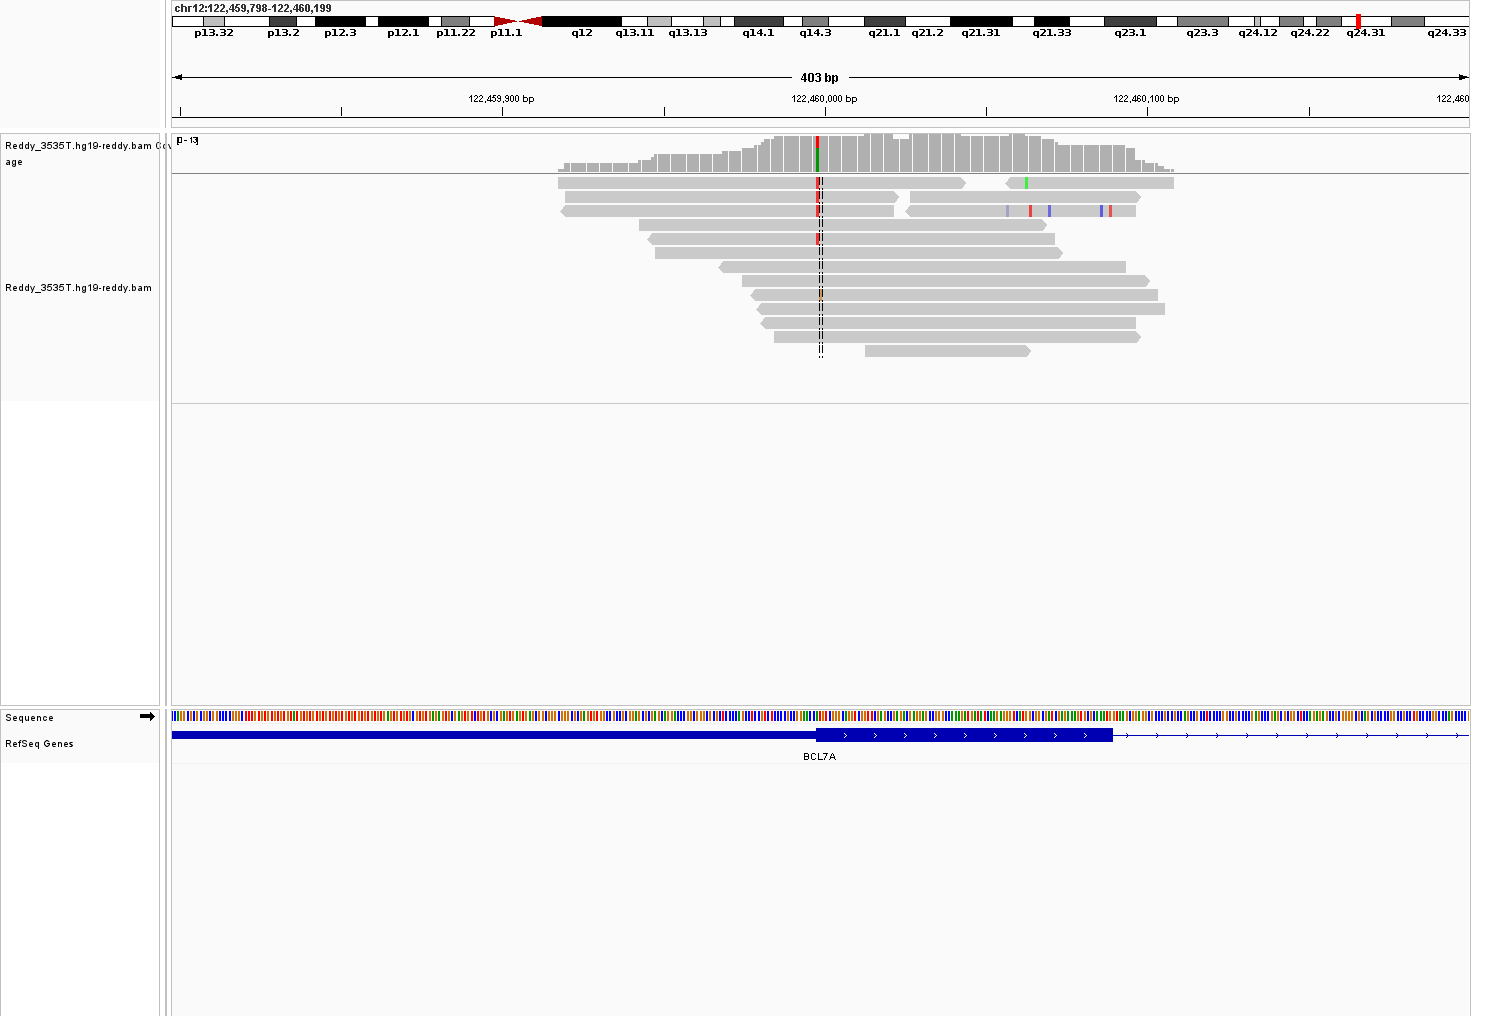 chr12:122,459,798-122,460,199
p13.32 p13.2 p12.3 p12.1 p11.22 p11.1 q12 q13.11 q13.13 q14.1 q14.3 q21.1 q21.2 q21.31 q21.33 q23.1 q23.3 q24.12 q24.22 q24.31 q24.33
403 bp
122,459,900 bp 122,460,000 bp 122,460,100 bp 122,460
Reddy_3535T.hg19-reddy.bam Cov
age
[0 - 13]
Reddy_3535T.hg19-reddy.bam
Sequence
RefSeq Genes
BCL7A